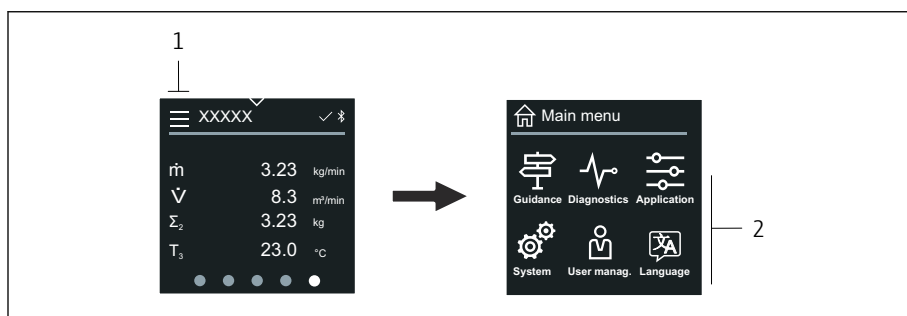 1
XXXXX
ṁ 3.23 kg/min
V̇ 8.3 m³/min
Σ₂ 3.23 kg
T₃ 23.0 °C
Main menu
Guidance Diagnostics Application
System User manag. Language
2